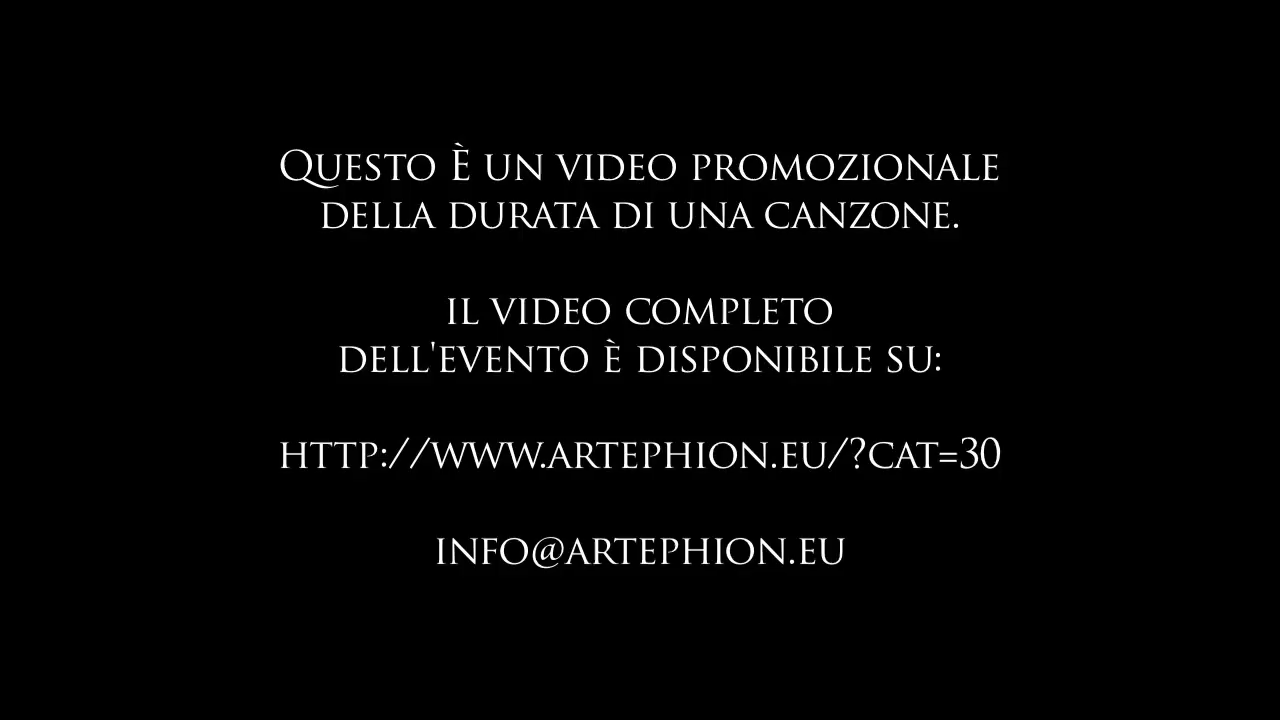 Questo è un video promozionale
della durata di una canzone.
il video completo
dell'evento è disponibile su:
http://www.artephion.eu/?cat=30
info@artephion.eu